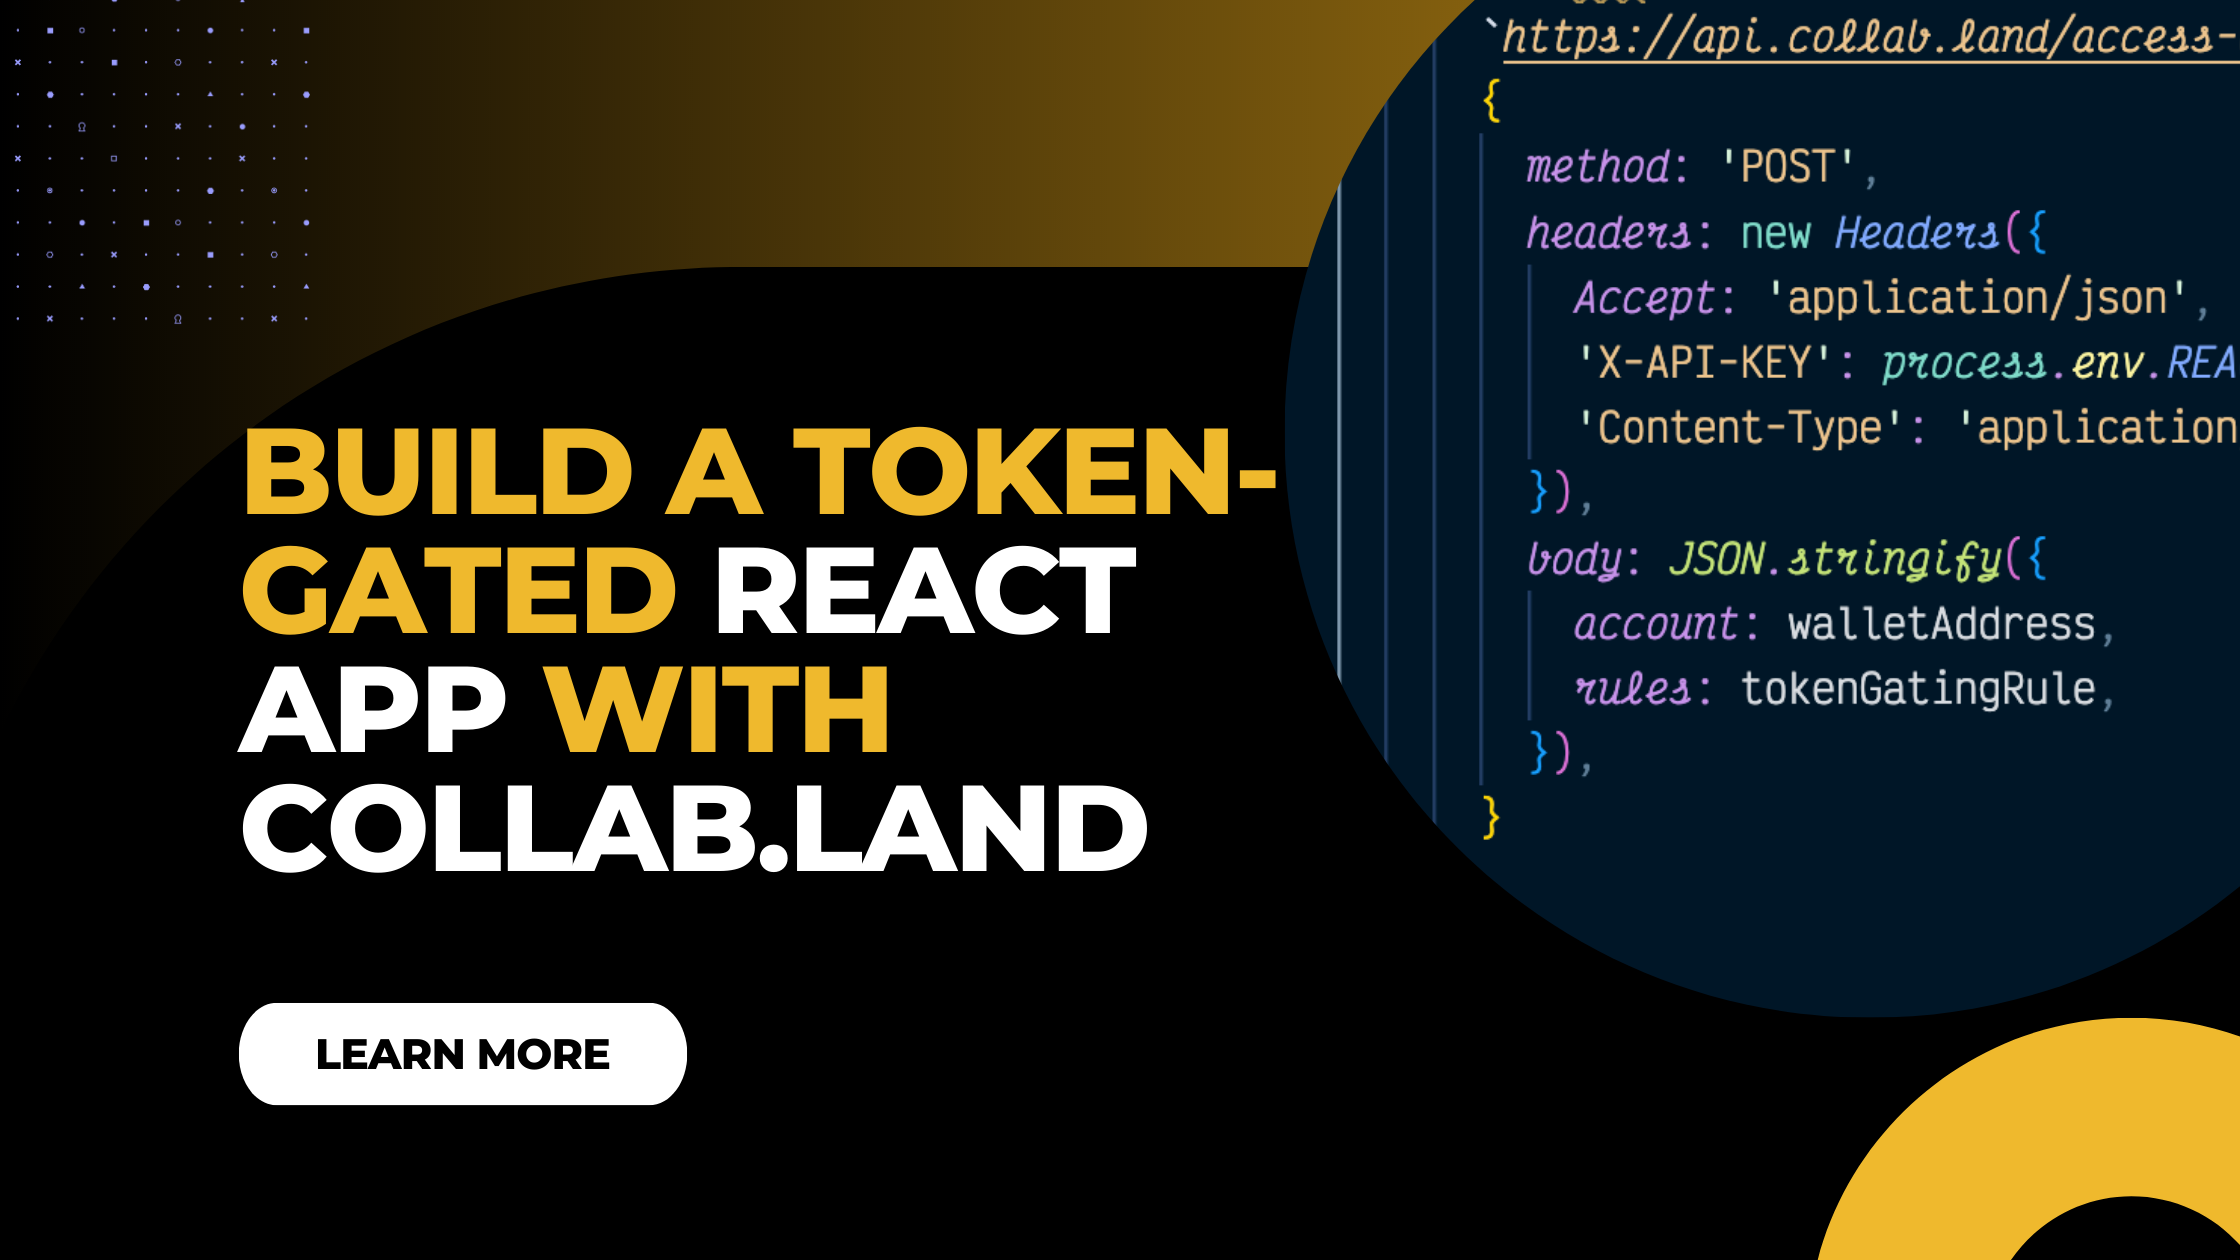 BUILD A TOKEN-
GATED REACT
APP WITH
COLLAB.LAND
LEARN MORE
`https://api.collab.land/access-
{
method: 'POST',
headers: new Headers({
Accept: 'application/json',
'X-API-KEY': process.env.REA
'Content-Type': 'application
}),
body: JSON.stringify({
account: walletAddress,
rules: tokenGatingRule,
}),
}